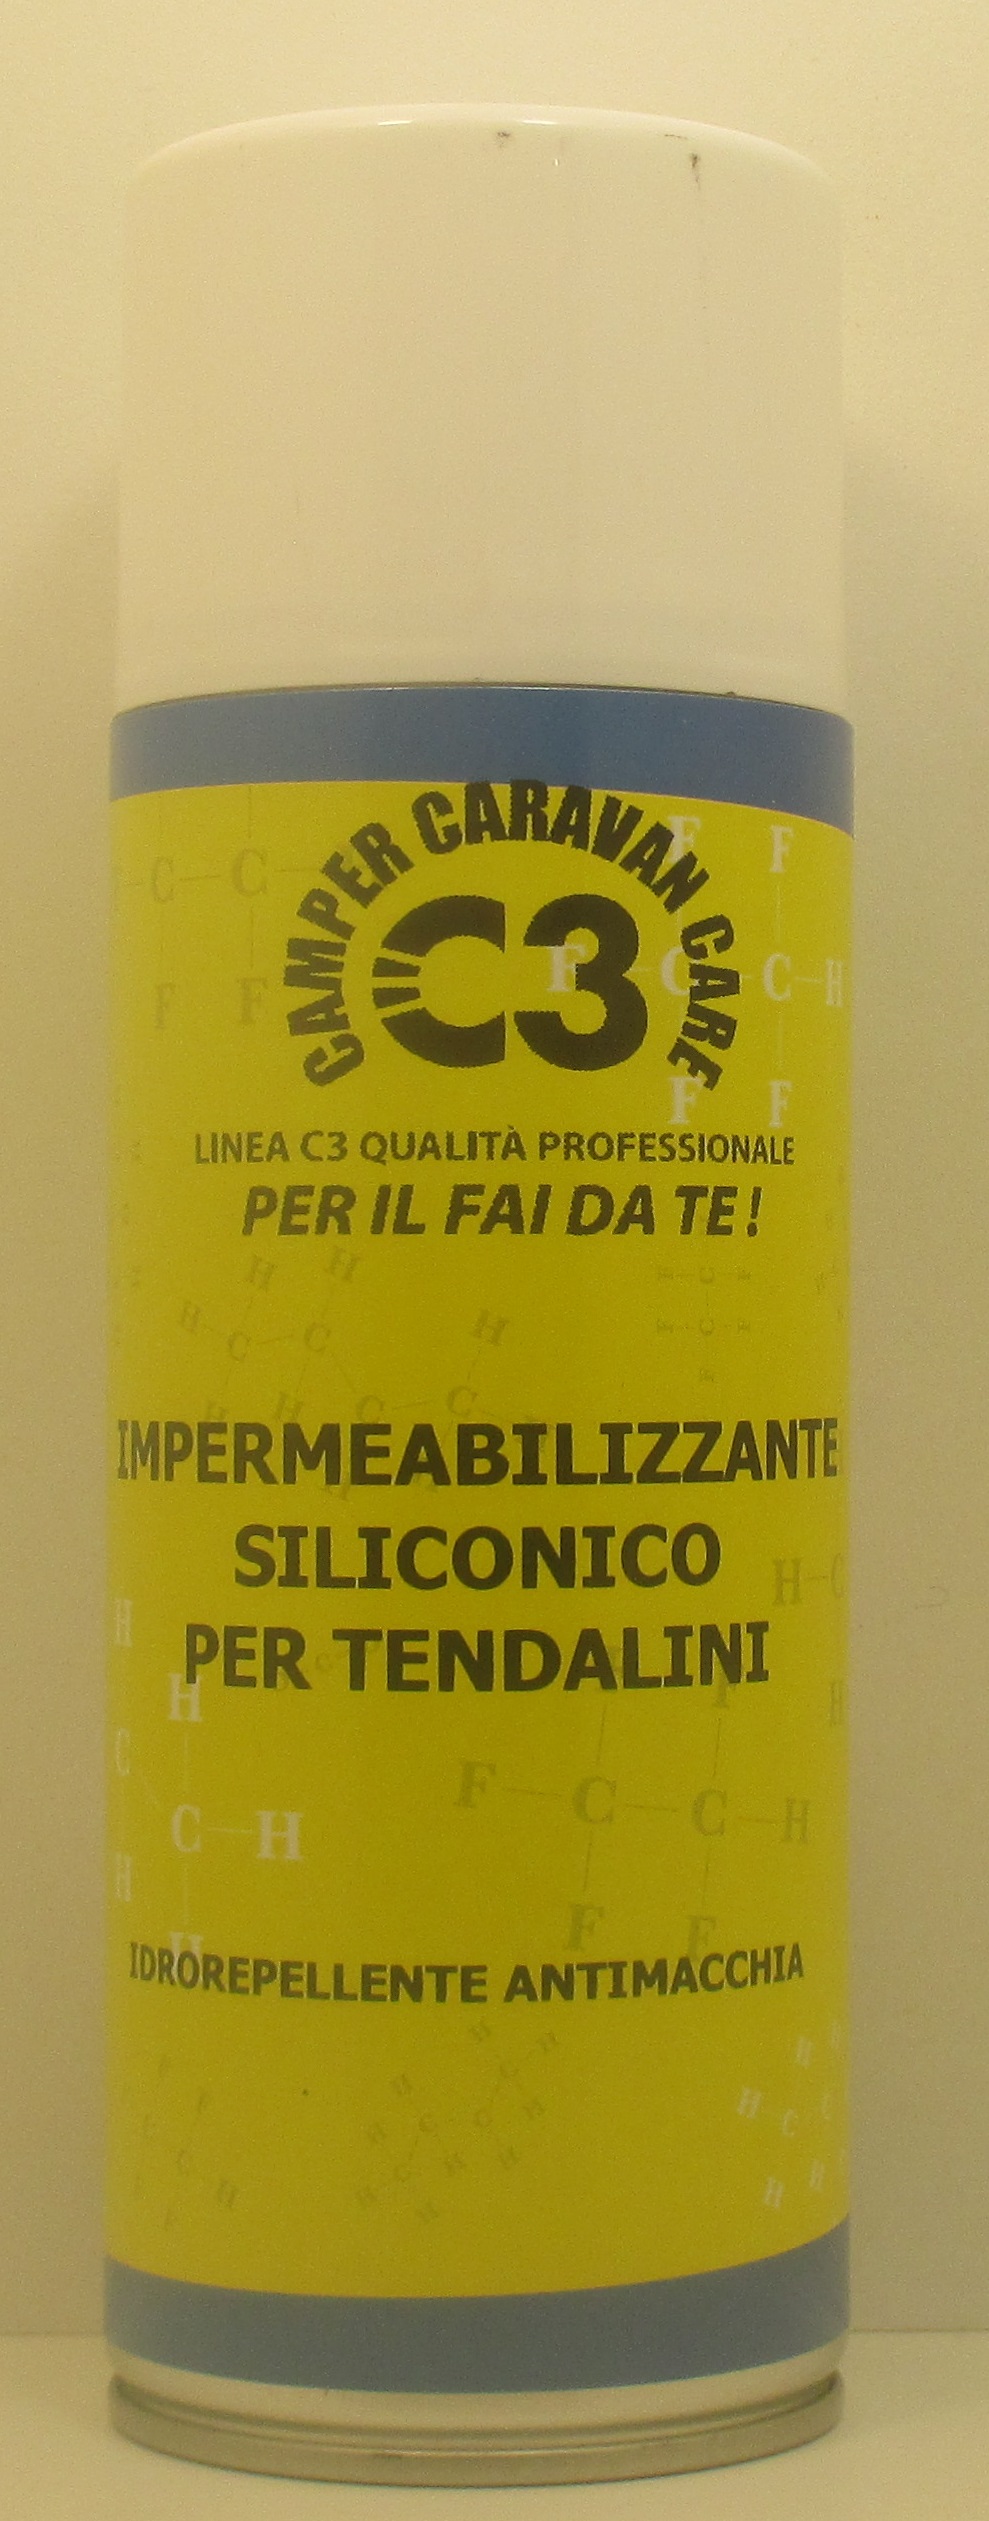 CAMPER CARAVAN CARE
C3
LINEA C3 QUALITÀ PROFESSIONALE
PER IL FAI DA TE!
IMPERMEABILIZZANTE
SILICONICO
PER TENDALINI
IDROREPELLENTE ANTIMACCHIA